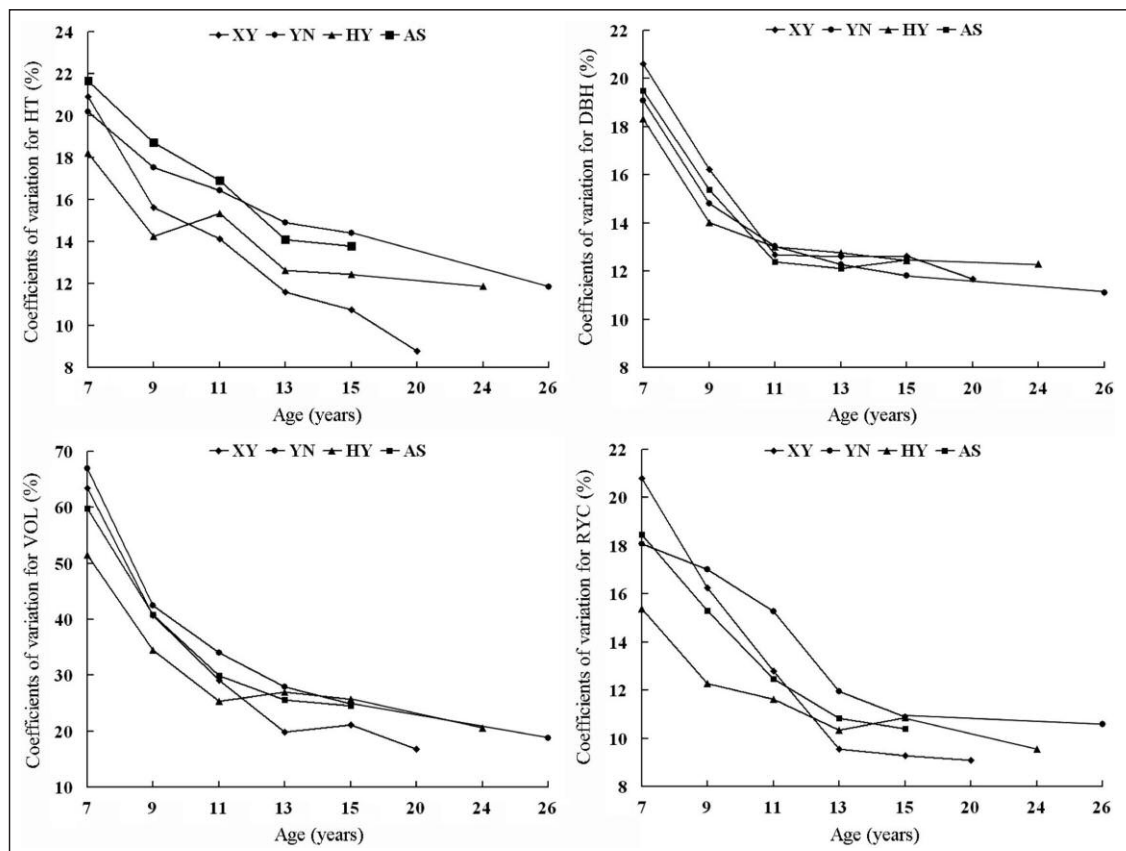 XY YN HY AS
Coefficients of variation for HT (%)
24
22
20
18
16
14
12
10
8
7 9 11 13 15 20 24 26
Age (years)
XY YN HY AS
Coefficients of variation for DBH (%)
22
20
18
16
14
12
10
8
7 9 11 13 15 20 24 26
Age (years)
XY YN HY AS
Coefficients of variation for VOL (%)
70
60
50
40
30
20
10
7 9 11 13 15 20 24 26
Age (years)
XY YN HY AS
Coefficients of variation for RYC (%)
22
20
18
16
14
12
10
8
7 9 11 13 15 20 24 26
Age (years)